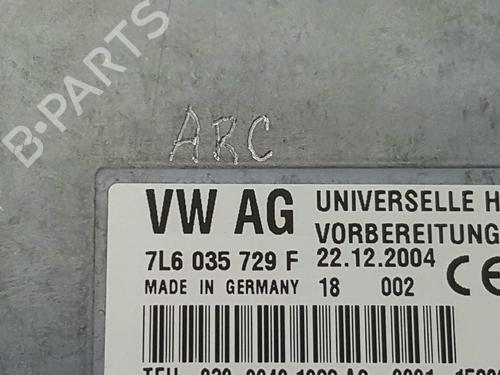 B-PARTS
ARC
VW AG
UNIVERSELLE H
VORBEREITUNG
7L6 035 729 F
22.12.2004
CE
MADE IN GERMANY
18 002